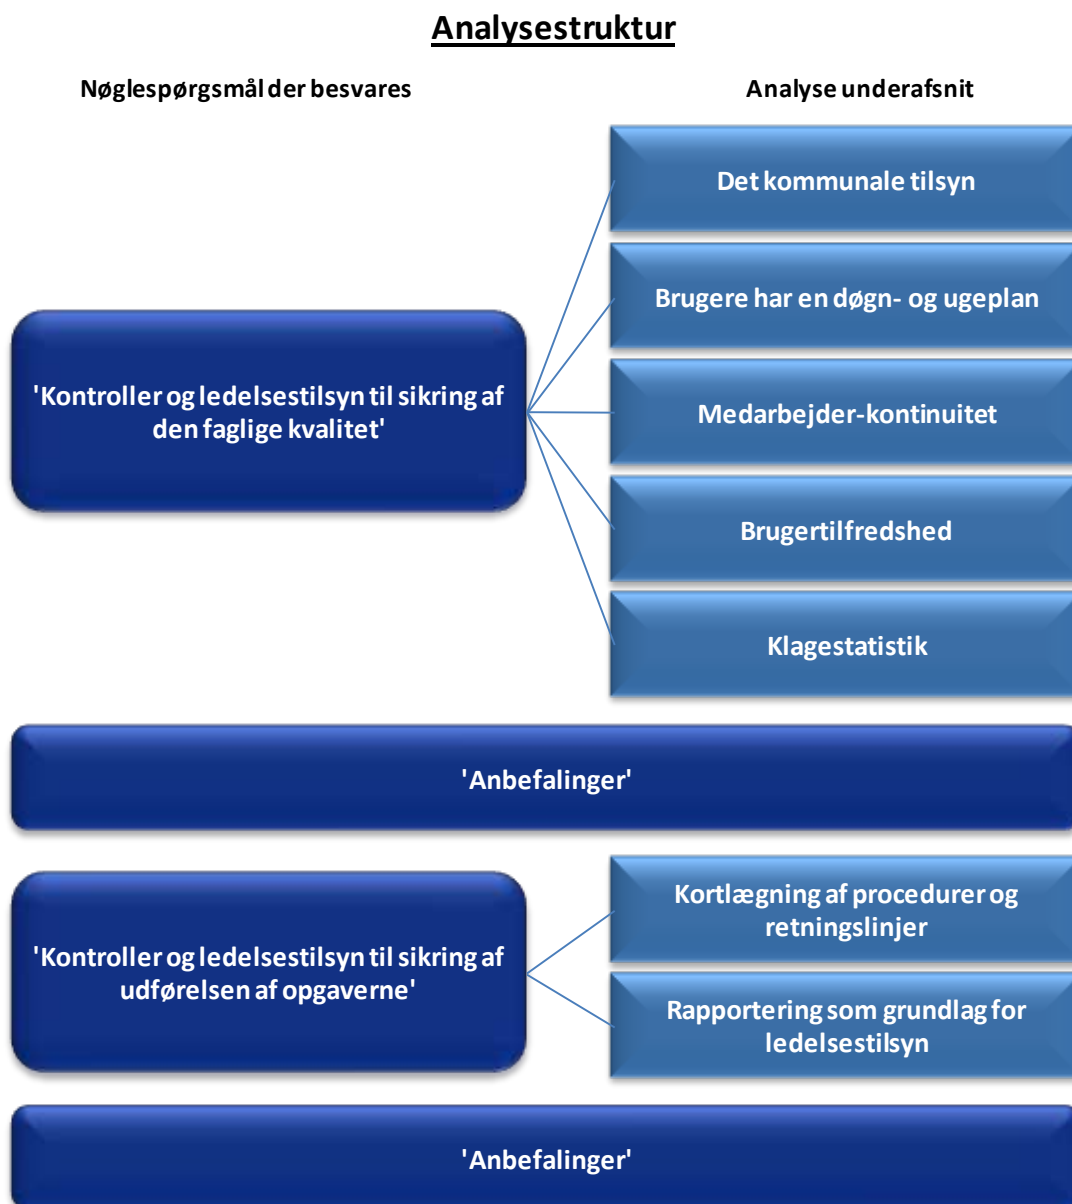 Analysestruktur
Nøglespørgsmål der besvares
Analyse underafsnit
'Kontroller og ledelsestilsyn til sikring af
den faglige kvalitet'
Det kommunale tilsyn
Brugere har en døgn- og ugeplan
Medarbejder-kontinuitet
Brugertilfredshed
Klagestatistik
'Anbefalinger'
'Kontroller og ledelsestilsyn til sikring af
udførelsen af opgaverne'
Kortlægning af procedurer og
retningslinjer
Rapportering som grundlag for
ledelsestilsyn
'Anbefalinger'